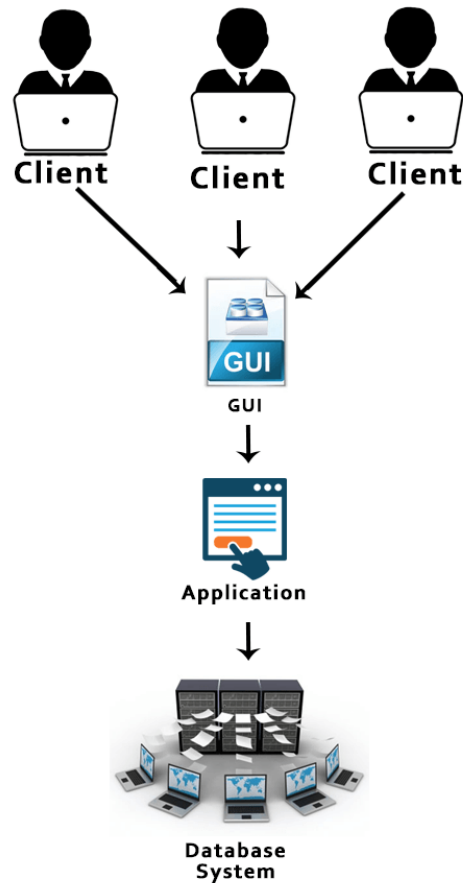 Client
Client
Client
GUI
GUI
Application
Database
System